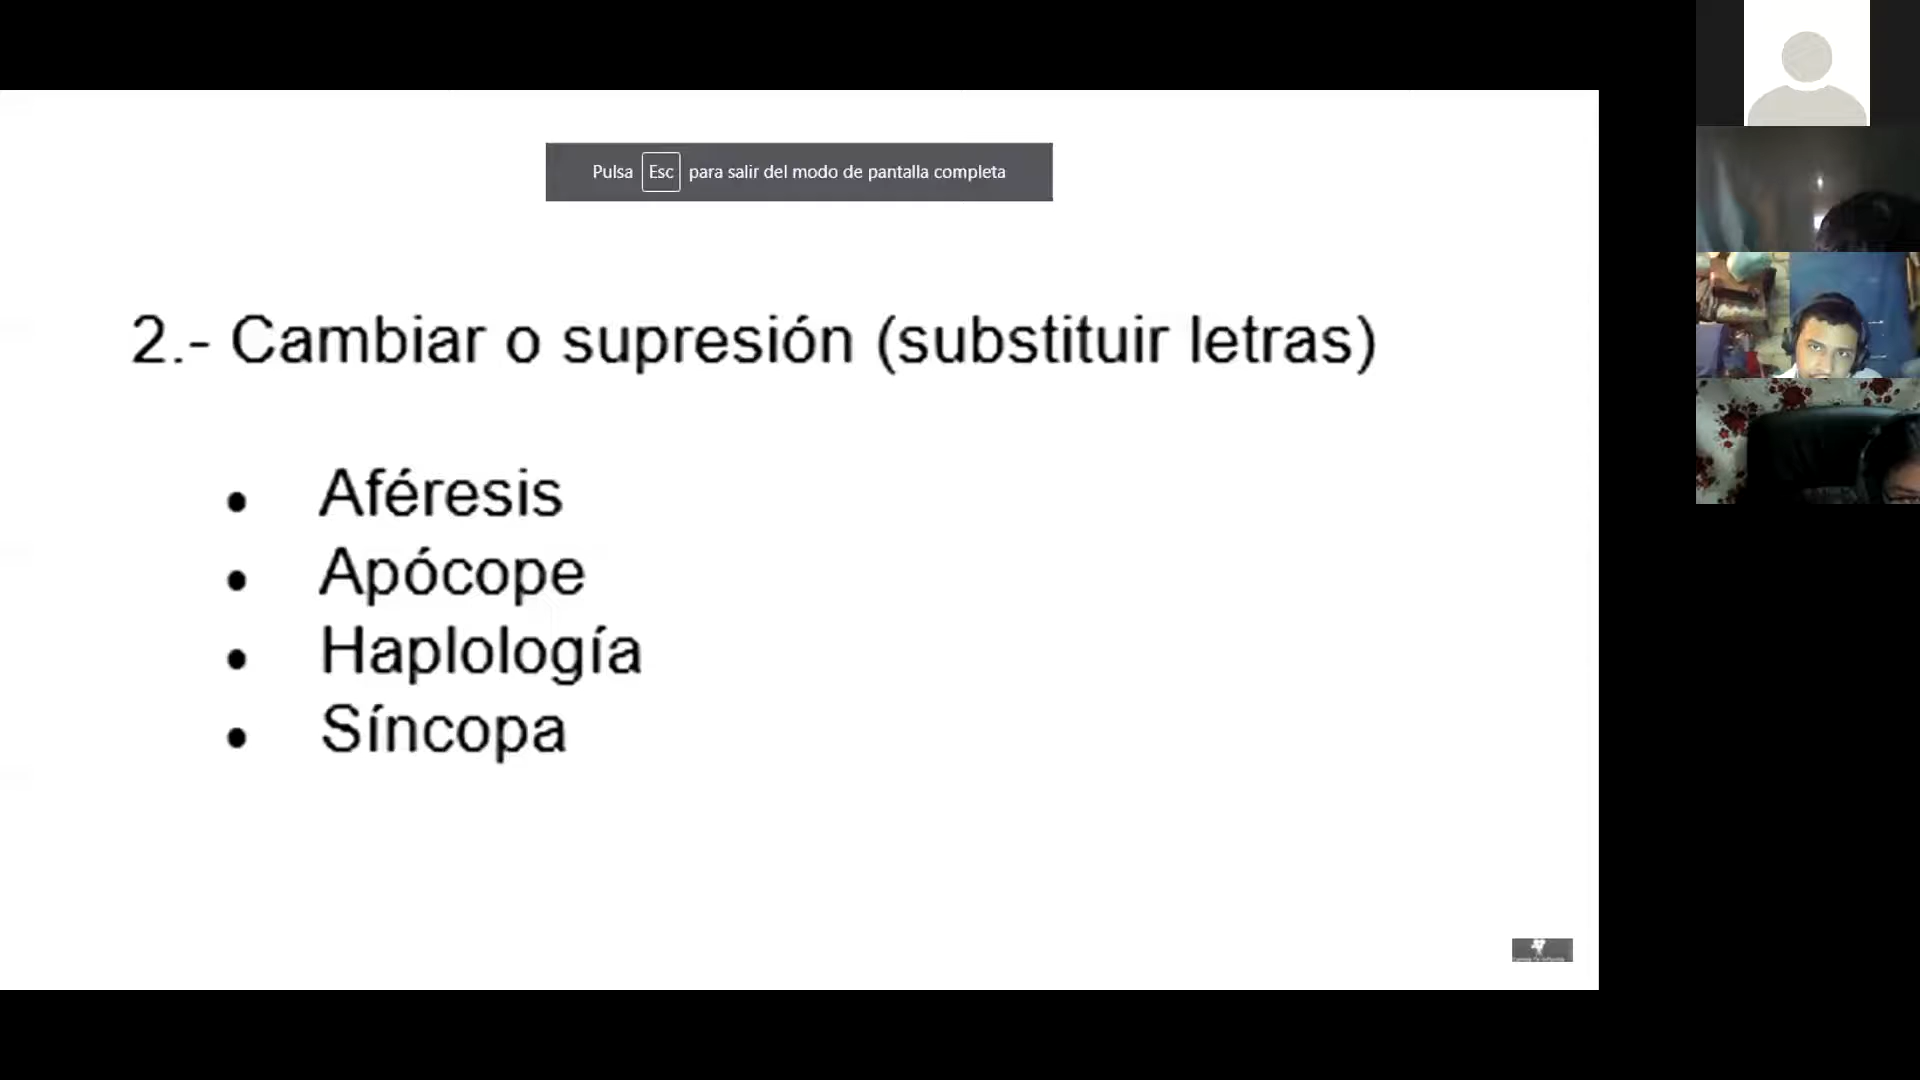 Pulsa Esc para salir del modo de pantalla completa
2.- Cambiar o supresión (substituir letras)
• Aféresis
• Apócope
• Haplología
• Síncopa